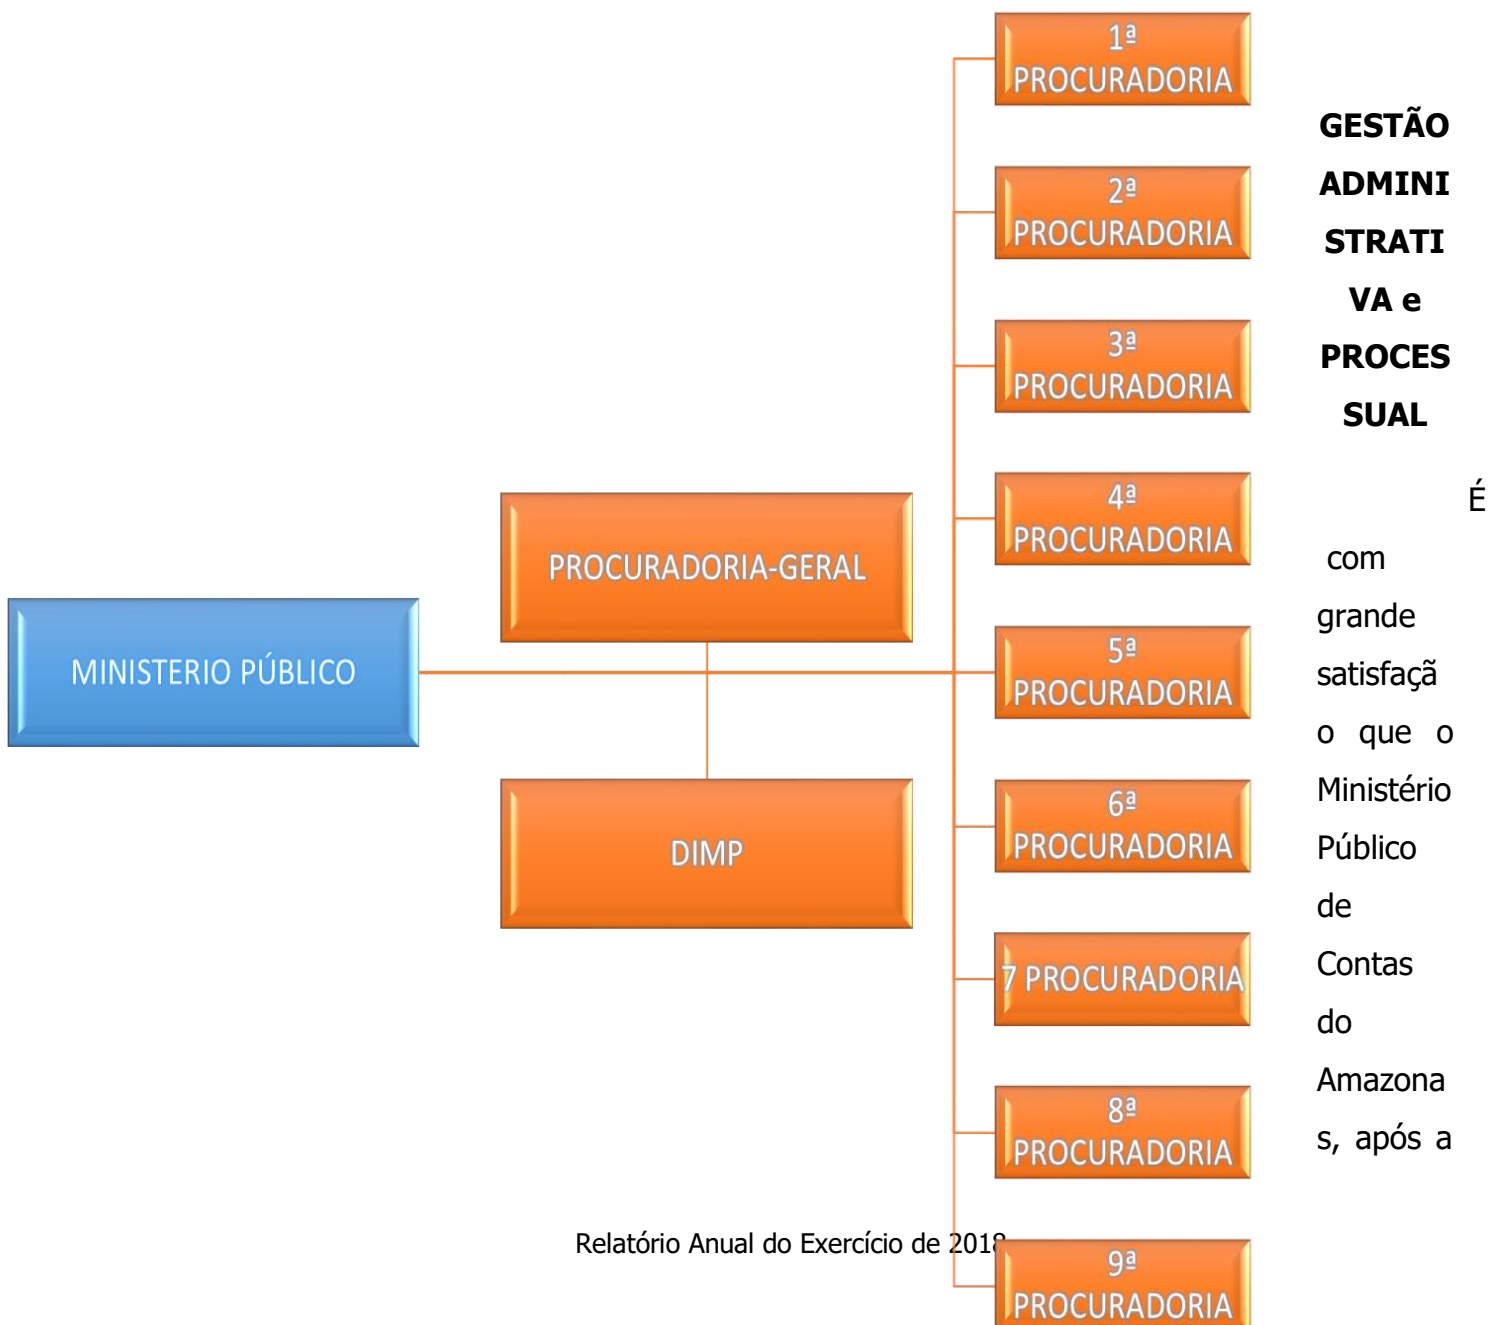 MINISTERIO PÚBLICO
PROCURADORIA-GERAL
DIMP
1ª
PROCURADORIA
2ª
PROCURADORIA
3ª
PROCURADORIA
4ª
PROCURADORIA
5ª
PROCURADORIA
6ª
PROCURADORIA
7 PROCURADORIA
8ª
PROCURADORIA
9ª
PROCURADORIA
GESTÃO
ADMINI
STRATI
VA e
PROCES
SUAL
É
com
grande
satisfaçã
o que o
Ministério
Público
de
Contas
do
Amazona
s, após a
Relatório Anual do Exercício de 2018